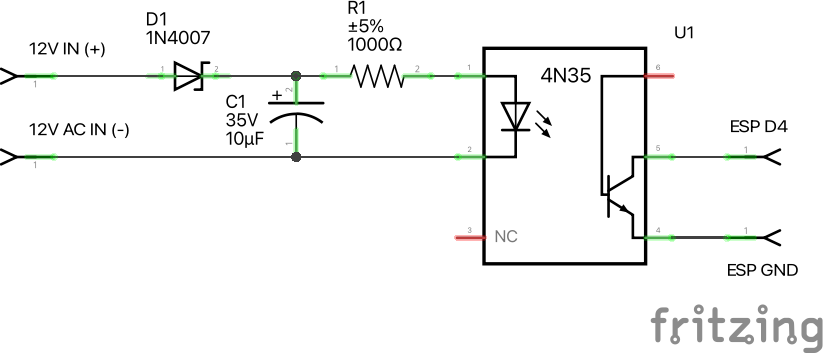 D1
1N4007
R1
±5%
1000Ω
U1
12V IN (+)
1
1
2
1
2
1
4N35
6
C1
35V
10µF
+
2
1
12V AC IN (-)
1
2
ESP D4
5
1
3
NC
4
1
ESP GND
fritzing